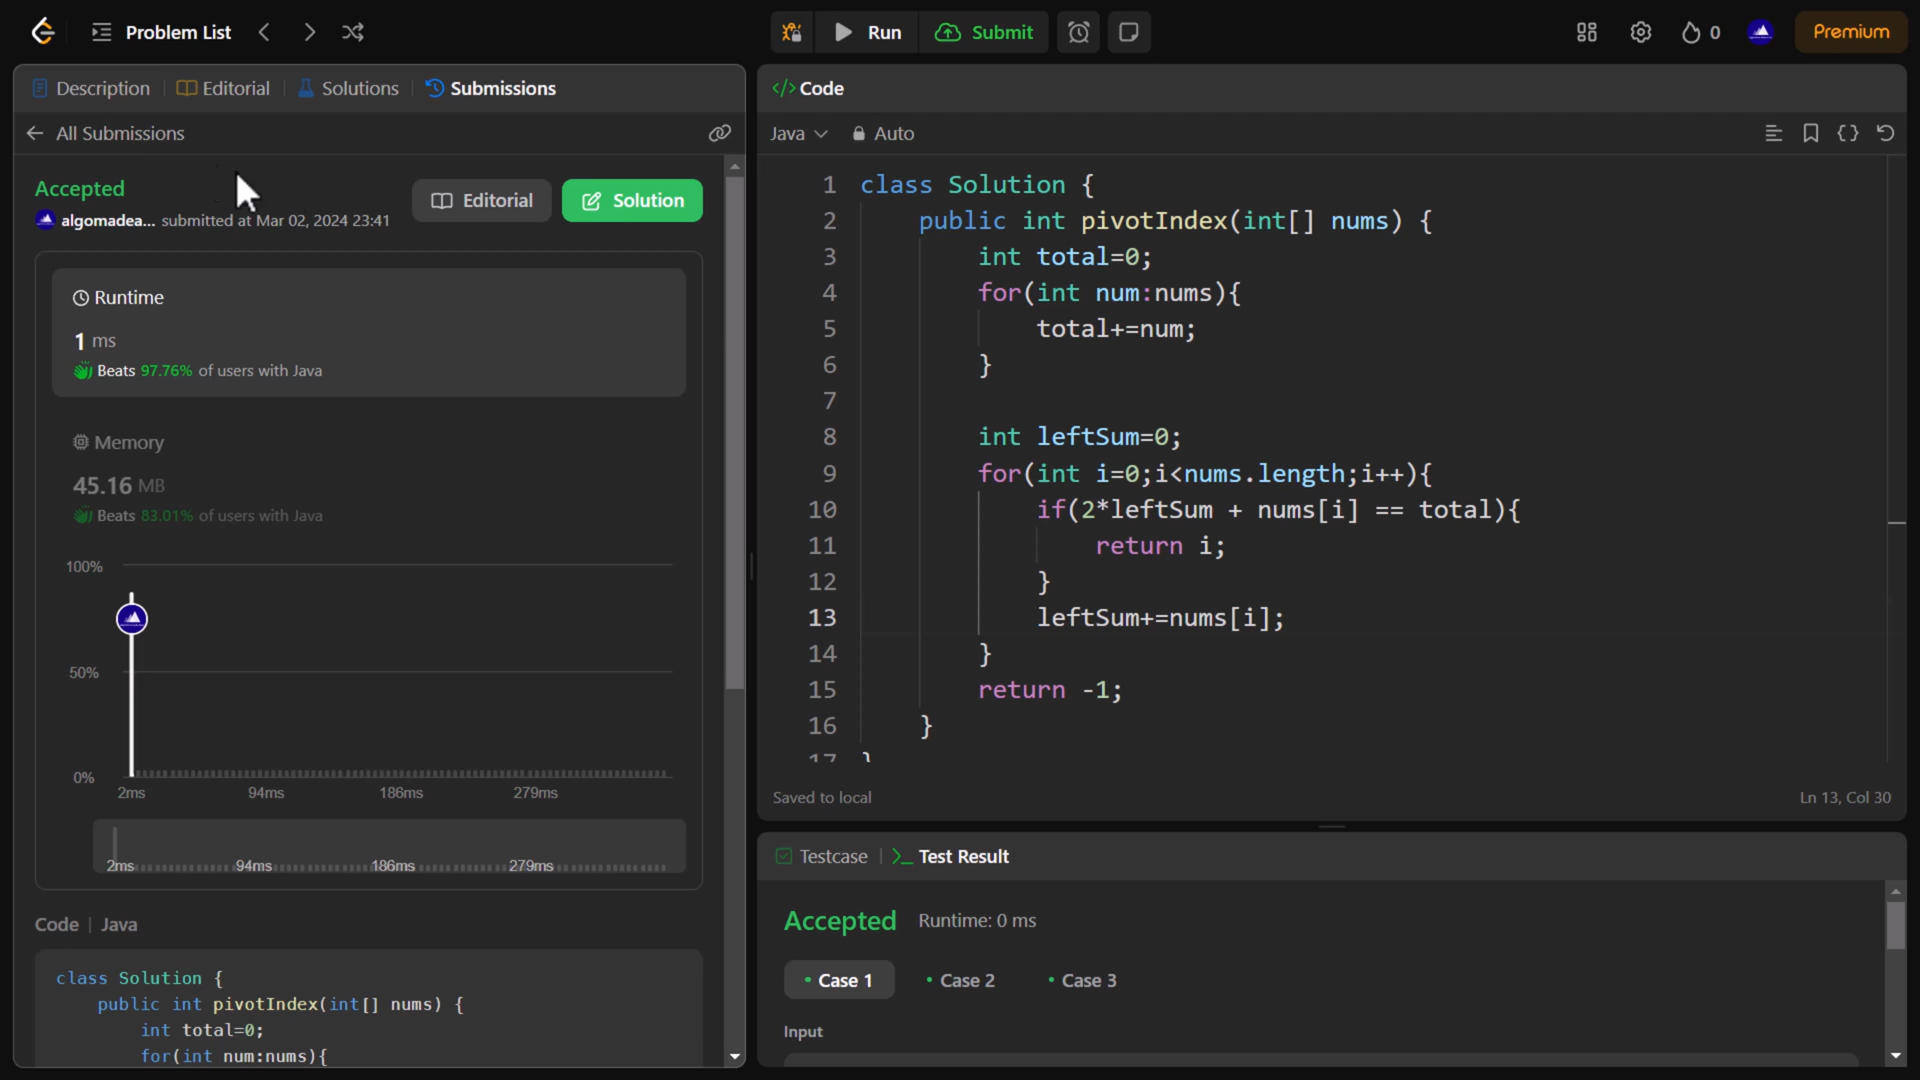 Problem List
Run
Submit
0
Premium
Description
Editorial
Solutions
Submissions
All Submissions
Accepted
algomadea... submitted at Mar 02, 2024 23:41
Editorial
Solution
Runtime
1 ms
Beats 97.76% of users with Java
Memory
45.16 MB
Beats 83.01% of users with Java
100%
50%
0%
2ms 94ms 186ms 279ms
2ms 94ms 186ms 279ms
Code | Java
class Solution {
    public int pivotIndex(int[] nums) {
        int total=0;
        for(int num:nums){
</> Code
Java
Auto
1 class Solution {
2     public int pivotIndex(int[] nums) {
3         int total=0;
4         for(int num:nums){
5             total+=num;
6         }
7
8         int leftSum=0;
9         for(int i=0;i<nums.length;i++){
10             if(2*leftSum + nums[i] == total){
11                 return i;
12             }
13             leftSum+=nums[i];
14         }
15         return -1;
16     }
17 }
Saved to local
Ln 13, Col 30
Testcase
>_ Test Result
Accepted Runtime: 0 ms
• Case 1 • Case 2 • Case 3
Input